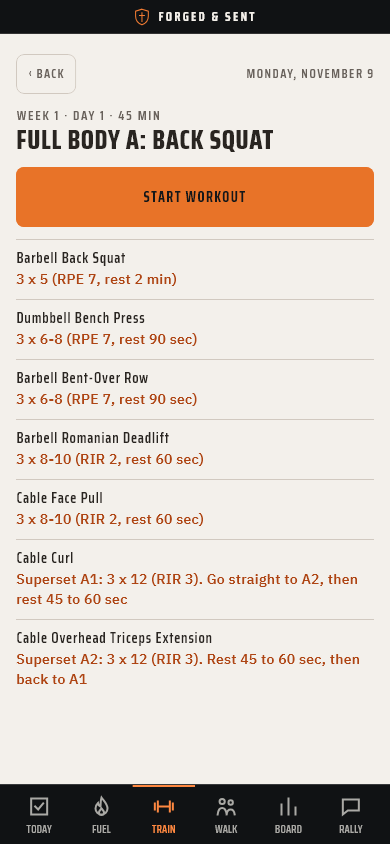 FORGED & SENT
‹ BACK
MONDAY, NOVEMBER 9
WEEK 1 · DAY 1 · 45 MIN
FULL BODY A: BACK SQUAT
START WORKOUT
Barbell Back Squat
3 x 5 (RPE 7, rest 2 min)
Dumbbell Bench Press
3 x 6-8 (RPE 7, rest 90 sec)
Barbell Bent-Over Row
3 x 6-8 (RPE 7, rest 90 sec)
Barbell Romanian Deadlift
3 x 8-10 (RIR 2, rest 60 sec)
Cable Face Pull
3 x 8-10 (RIR 2, rest 60 sec)
Cable Curl
Superset A1: 3 x 12 (RIR 3). Go straight to A2, then
rest 45 to 60 sec
Cable Overhead Triceps Extension
Superset A2: 3 x 12 (RIR 3). Rest 45 to 60 sec, then
back to A1
TODAY
FUEL
TRAIN
WALK
BOARD
RALLY